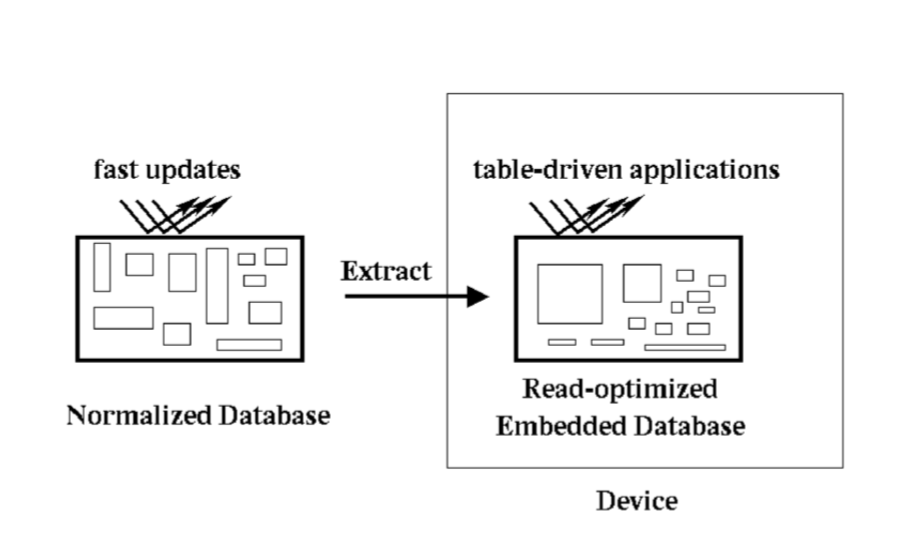 fast updates
table-driven applications
Extract
Normalized Database
Read-optimized
Embedded Database
Device